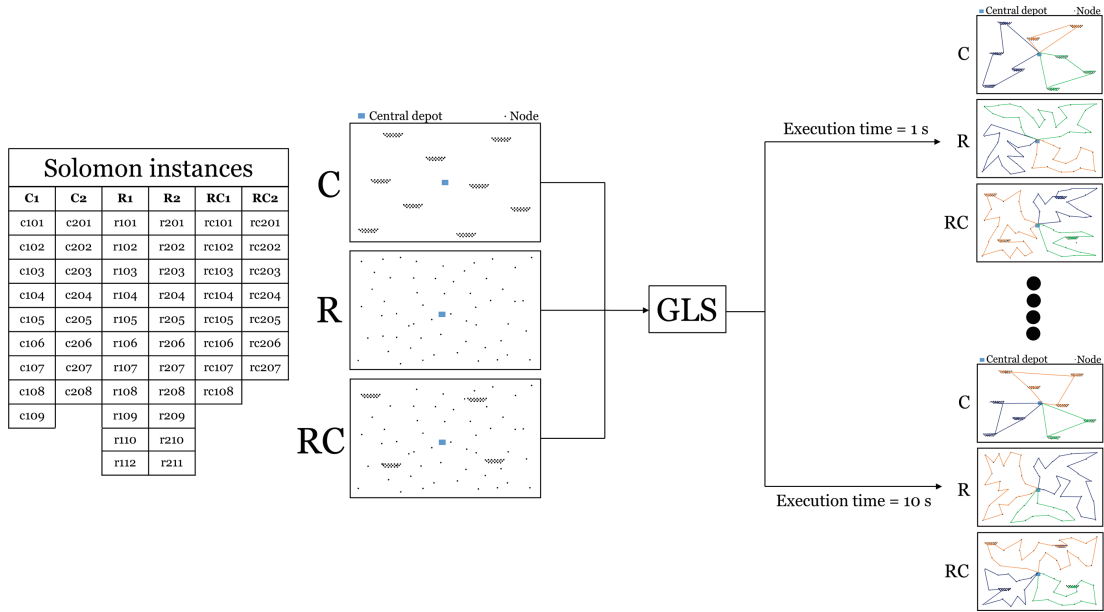 Solomon instances
C1 C2 R1 R2 RC1 RC2
c101 c201 r101 r201 rc101 rc201
c102 c202 r102 r202 rc102 rc202
c103 c203 r103 r203 rc103 rc203
c104 c204 r104 r204 rc104 rc204
c105 c205 r105 r205 rc105 rc205
c106 c206 r106 r206 rc106 rc206
c107 c207 r107 r207 rc107 rc207
c108 c208 r108 r208 rc108
c109 r109 r209
r110 r210
r112 r211
Central depot · Node
C
R
RC
GLS
Execution time = 1 s
Execution time = 10 s
Central depot ·Node
C
R
RC
Central depot ·Node
C
R
RC